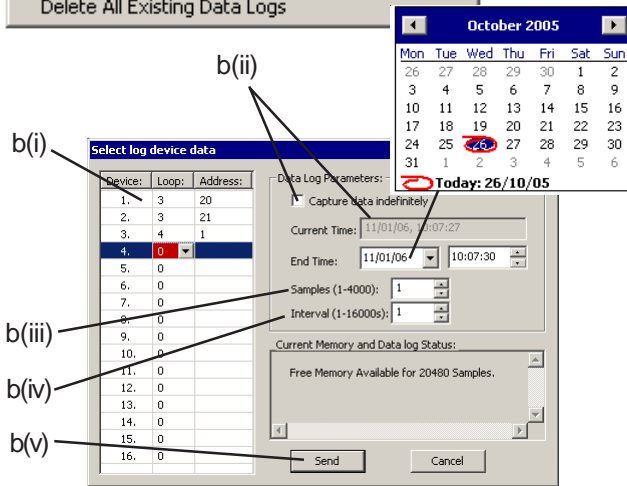 Delete All Existing Data Logs
October 2005
Mon Tue Wed Thu Fri Sat Sun
26 27 28 29 30 1 2
3 4 5 6 7 8 9
10 11 12 13 14 15 16
17 18 19 20 21 22 23
24 25 26 27 28 29 30
31 1 2 3 4 5 6
Today: 26/10/05
b(ii)
b(i)
Select log device data
Device: Loop: Address:
1. 3 20
2. 3 21
3. 4 1
4. 0
5. 0
6. 0
7. 0
8. 0
9. 0
10. 0
11. 0
12. 0
13. 0
14. 0
15. 0
16. 0
Data Log Parameters:
Capture data indefinitely
Current Time: 11/01/06, 10:07:27
End Time: 11/01/06 10:07:30
Samples (1-4000): 1
Interval (1-16000s): 1
b(iii)
b(iv)
b(v)
Current Memory and Data log Status:
Free Memory Available for 20480 Samples.
Send Cancel